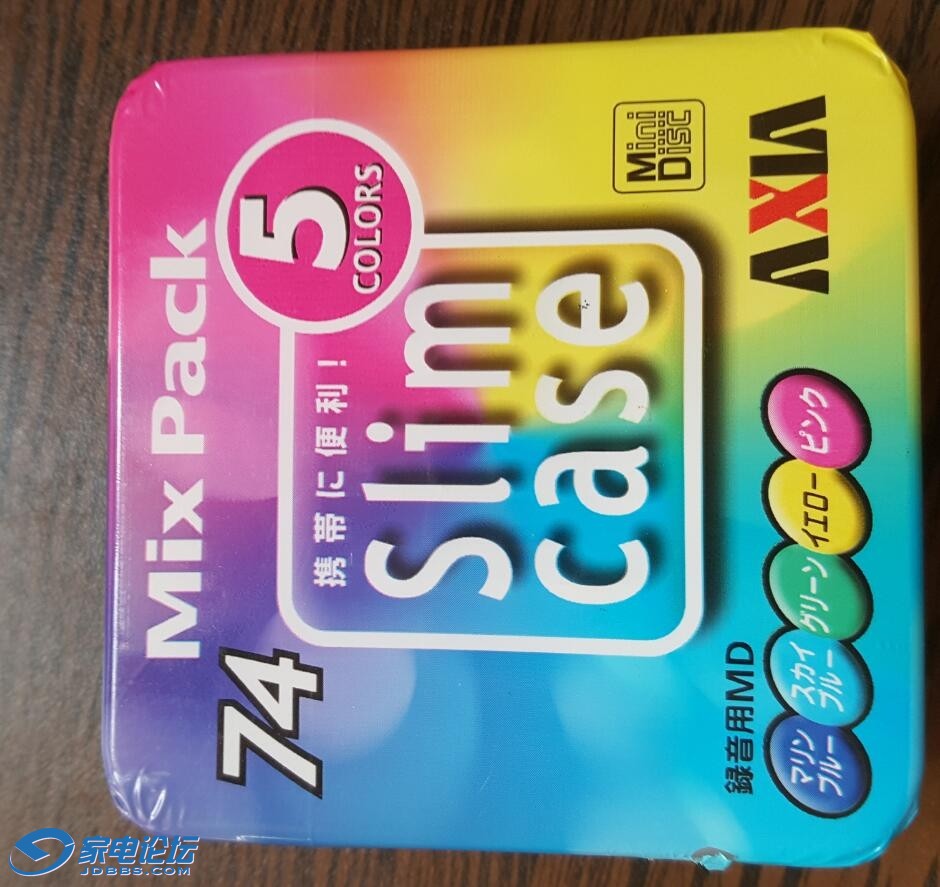 Mix Pack
74
5
COLORS
携帯に便利！
Slim
case
Mini
Disc
録音用MD
マリン
ブルー
スカイ
ブルー
グリーン
イエロー
ピンク
AXIA
家电论坛
JDBBS.COM